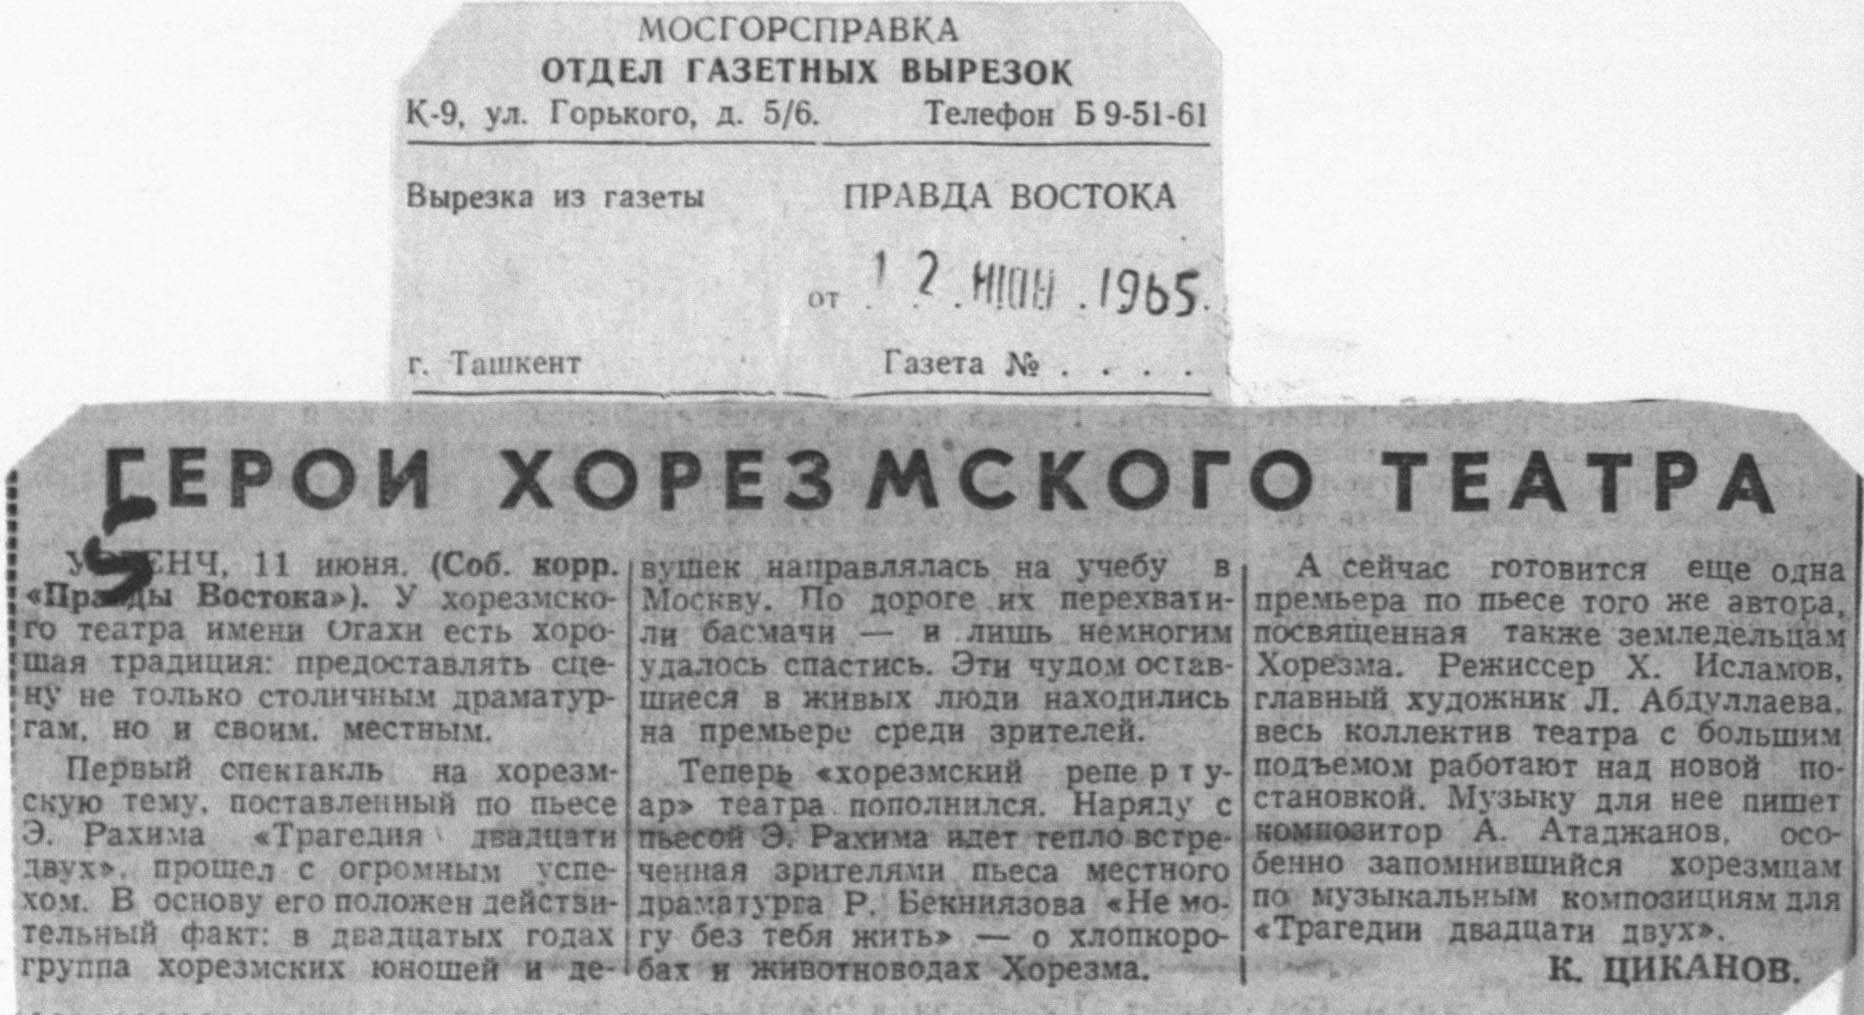 МОСГОРСПРАВКА
ОТДЕЛ ГАЗЕТНЫХ ВЫРЕЗОК
К-9, ул. Горького, д. 5/6. Телефон Б 9-51-61
Вырезка из газеты ПРАВДА ВОСТОКА
от 12 ИЮН. 1965.
г. Ташкент Газета № . . . .
ГЕРОИ ХОРЕЗМСКОГО ТЕАТРА
5
УРГЕНЧ, 11 июня. (Соб. корр.
«Правды Востока»). У хорезмско-
го театра имени Огахи есть хоро-
шая традиция: предоставлять сце-
ну не только столичным драматур-
гам, но и своим, местным.
Первый спектакль на хорезм-
скую тему, поставленный по пьесе
Э. Рахима «Трагедия двадцати
двух», прошел с огромным успе-
хом. В основу его положен действи-
тельный факт: в двадцатых годах
группа хорезмских юношей и де-
вушек направлялась на учебу в
Москву. По дороге их перехвати-
ли басмачи — и лишь немногим
удалось спастись. Эти чудом остав-
шиеся в живых люди находились
на премьере среди зрителей.
Теперь «хорезмский реперту-
ар» театра пополнился. Наряду с
пьесой Э. Рахима идет тепло встре-
ченная зрителями пьеса местного
драматурга Р. Бекниязова «Не мо-
гу без тебя жить» — о хлопкоро-
бах и животноводах Хорезма.
А сейчас готовится еще одна
премьера по пьесе того же автора,
посвященная также земледельцам
Хорезма. Режиссер Х. Исламов,
главный художник Л. Абдуллаева,
весь коллектив театра с большим
подъемом работают над новой по-
становкой. Музыку для нее пишет
композитор А. Атаджанов, осо-
бенно запомнившийся хорезмцам
по музыкальным композициям для
«Трагедии двадцати двух».
К. ЦИКАНОВ.